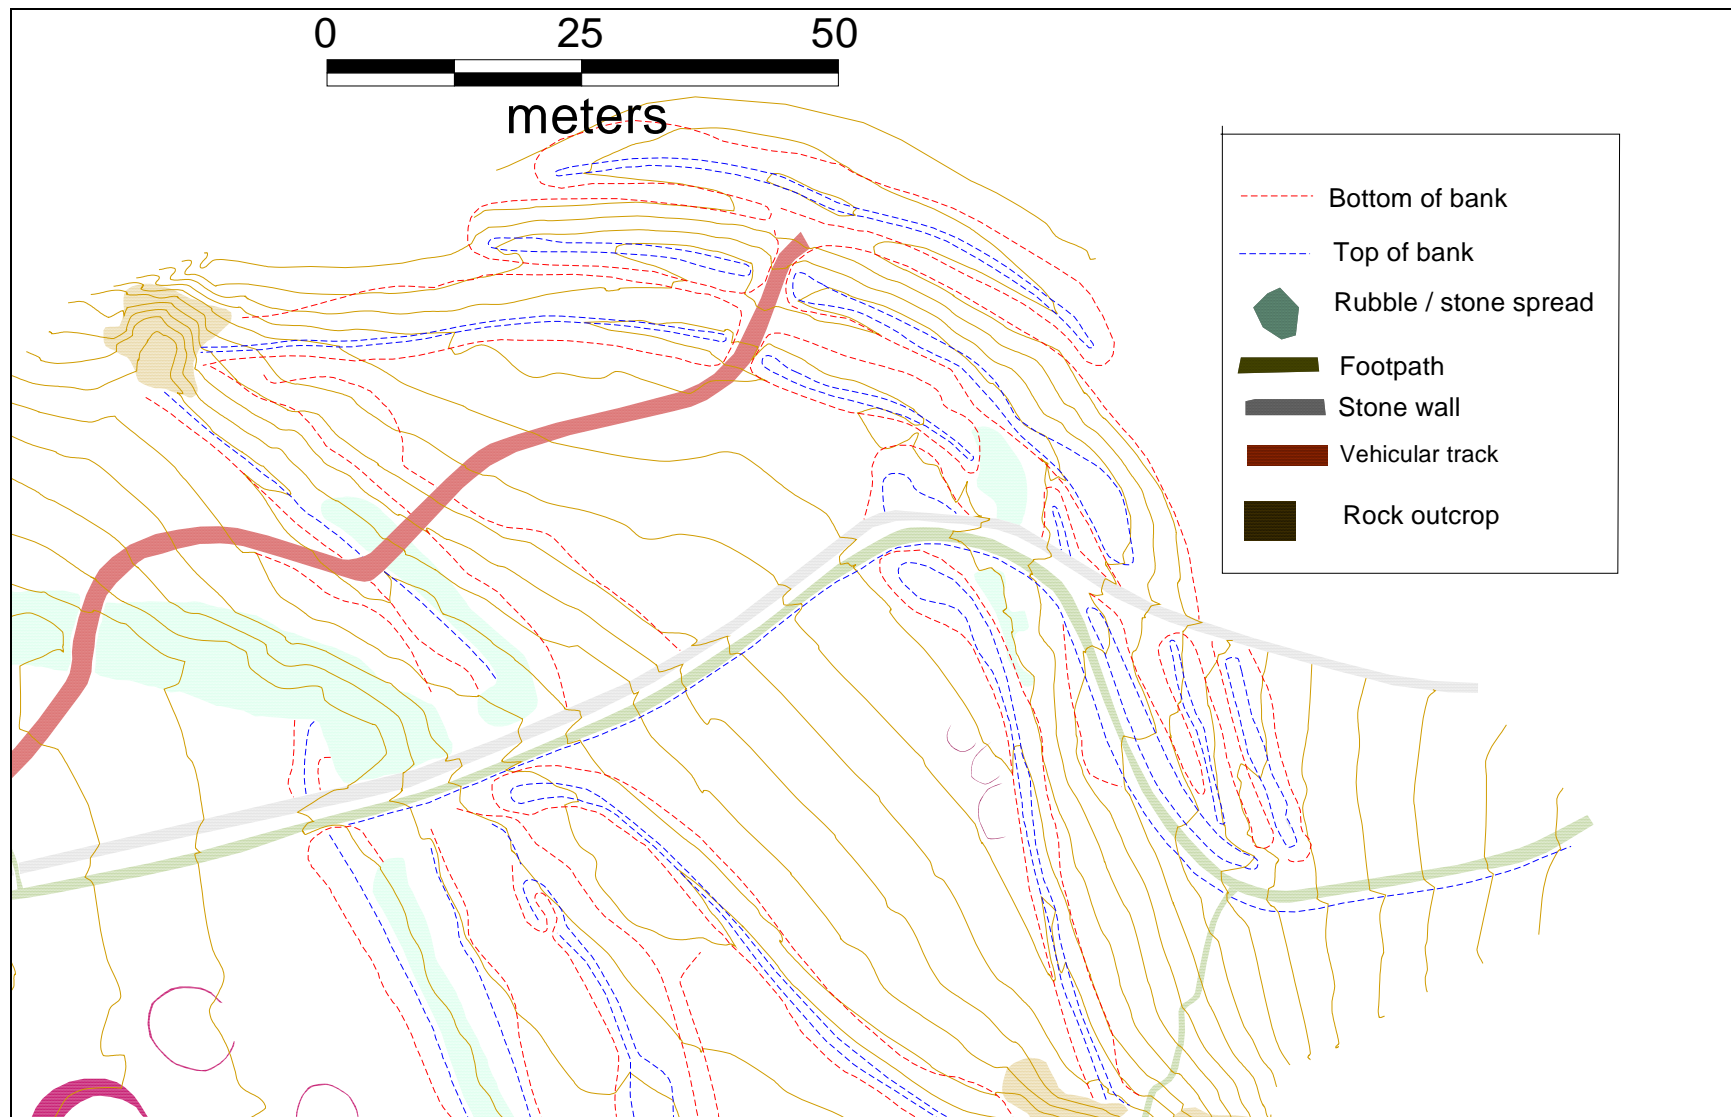 0 25 50
meters
Bottom of bank
Top of bank
Rubble / stone spread
Footpath
Stone wall
Vehicular track
Rock outcrop